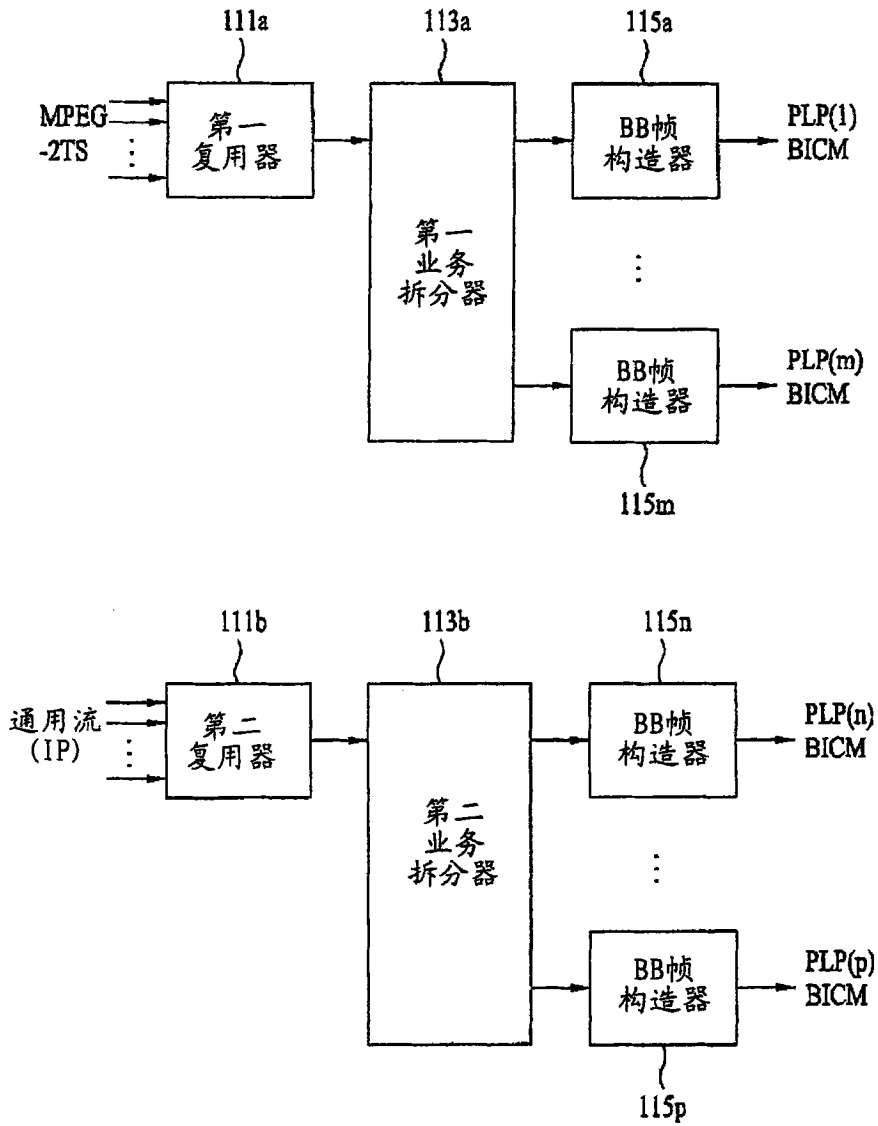 111a
113a
115a
MPEG
-2TS
第一
复用器
第一
业务
拆分器
BB帧
构造器
PLP(1)
BICM
BB帧
构造器
PLP(m)
BICM
115m
111b
113b
115n
通用流
(IP)
第二
复用器
第二
业务
拆分器
BB帧
构造器
PLP(n)
BICM
BB帧
构造器
PLP(p)
BICM
115p